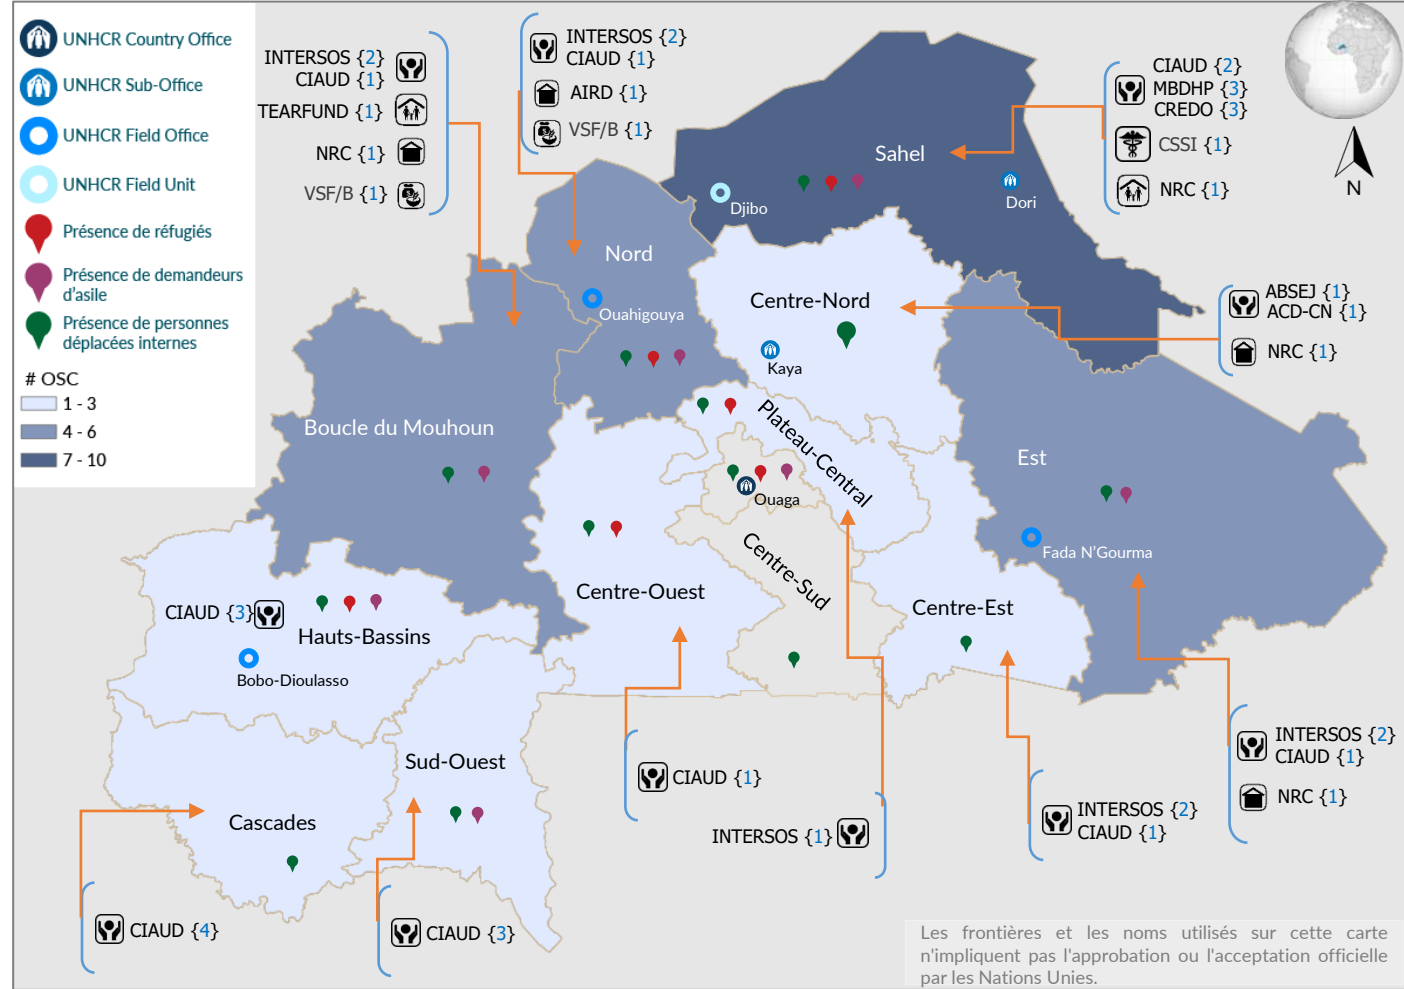 UNHCR Country Office
UNHCR Sub-Office
UNHCR Field Office
UNHCR Field Unit
Présence de réfugiés
Présence de demandeurs
d'asile
Présence de personnes
déplacées internes
# OSC
1 - 3
4 - 6
7 - 10
INTERSOS {2}
CIAUD {1}
TEARFUND {1}
NRC {1}
VSF/B {1}
INTERSOS {2}
CIAUD {1}
AIRD {1}
VSF/B {1}
CIAUD {2}
MBDHP {3}
CREDO {3}
CSSI {1}
NRC {1}
N
Sahel
Djibo
Dori
Nord
Ouahigouya
Centre-Nord
Kaya
ABSEJ {1}
ACD-CN {1}
NRC {1}
Boucle du Mouhoun
Plateau-Central
Est
Ouaga
Fada N'Gourma
Centre-Sud
Centre-Ouest
Centre-Est
CIAUD {3}
Hauts-Bassins
Bobo-Dioulasso
Sud-Ouest
Cascades
CIAUD {1}
INTERSOS {1}
INTERSOS {2}
CIAUD {1}
INTERSOS {2}
CIAUD {1}
NRC {1}
CIAUD {4}
CIAUD {3}
Les frontières et les noms utilisés sur cette carte
n'impliquent pas l'approbation ou l'acceptation officielle
par les Nations Unies.